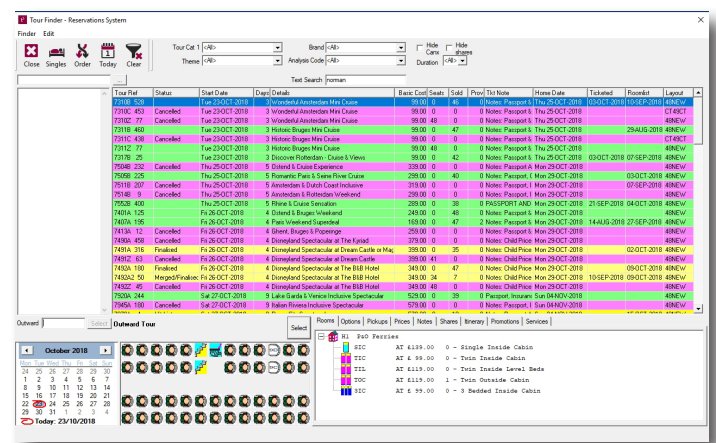 Tour Finder - Reservations System
Finder Edit
Close Singles Order Today Clear
Tour Cat 1 <All> Brand <All> Hide Canx Hide shares
Theme <All> Analysis Code <All> Duration <All>
... Text Search norman
Tour Ref Status Start Date Days Details Basic Cost Seats Sold Prov Tkt Note Home Date Ticketed Roomlist Layout
7310B 528 Tue 23-OCT-2018 3 Wonderful Amsterdam Mini Cruise 99.00 0 46 0 Notes: Passport & Thu 25-OCT-2018 03-OCT-2018 10-SEP-2018 48NEW
7310C 453 Cancelled Tue 23-OCT-2018 3 Wonderful Amsterdam Mini Cruise 99.00 0 0 0 Notes: Passport & Thu 25-OCT-2018 CT49CT
7310Z 77 Cancelled Tue 23-OCT-2018 3 Wonderful Amsterdam Mini Cruise 99.00 48 0 0 Notes: Passport & Thu 25-OCT-2018 48NEW
7311B 460 Tue 23-OCT-2018 3 Historic Bruges Mini Cruise 99.00 0 47 0 Notes: Passport & Thu 25-OCT-2018 29-AUG-2018 48NEW
7311C 438 Cancelled Tue 23-OCT-2018 3 Historic Bruges Mini Cruise 99.00 0 0 0 Notes: Passport & Thu 25-OCT-2018 CT49CT
7311Z 77 Tue 23-OCT-2018 3 Historic Bruges Mini Cruise 99.00 48 0 0 Notes: Passport & Thu 25-OCT-2018 48NEW
7317B 25 Tue 23-OCT-2018 3 Discover Rotterdam - Cruise & Views 99.00 0 42 0 Notes: Passport & Thu 25-OCT-2018 03-OCT-2018 07-SEP-2018 48NEW
7504B 232 Cancelled Thu 25-OCT-2018 5 Ostend & Cruise Experience 339.00 0 0 0 Notes: Passport & Mon 29-OCT-2018 48NEW
7505B 225 Thu 25-OCT-2018 5 Romantic Paris & Seine River Cruise 299.00 0 40 0 Notes: Passport, I Mon 29-OCT-2018 03-OCT-2018 48NEW
7511B 207 Cancelled Thu 25-OCT-2018 5 Amsterdam & Dutch Coast Inclusive 319.00 0 0 0 Notes: Passport, I Mon 29-OCT-2018 07-SEP-2018 48NEW
7514B 9 Cancelled Thu 25-OCT-2018 5 Amsterdam & Rotterdam Weekend 299.00 0 0 0 Notes: Passport & Mon 29-OCT-2018 48NEW
7552B 400 Thu 25-OCT-2018 5 Rhine & Cruise Sensation 289.00 0 38 0 PASSPORT AND Mon 29-OCT-2018 21-SEP-2018 04-OCT-2018 48NEW
7401A 125 Fri 26-OCT-2018 4 Ostend & Bruges Weekend 249.00 0 48 0 Notes: Passport & Mon 29-OCT-2018 48NEW
7407A 195 Fri 26-OCT-2018 4 Paris Weekend Superdeal 169.00 0 47 2 Notes: Passport & Mon 29-OCT-2018 14-AUG-2018 27-SEP-2018 48NEW
7413A 12 Cancelled Fri 26-OCT-2018 4 Ghent, Bruges & Poperinge 259.00 0 0 0 Notes: Passport & Mon 29-OCT-2018 48NEW
7490A 458 Cancelled Fri 26-OCT-2018 4 Disneyland Spectacular at The Kyriad 379.00 0 0 0 Notes: Child Price Mon 29-OCT-2018 48NEW
7491A 316 Finalised Fri 26-OCT-2018 4 Disneyland Spectacular at Dream Castle or Mag 399.00 0 35 0 Notes: Child Price Mon 29-OCT-2018 02-OCT-2018 48NEW
7491Z 63 Cancelled Fri 26-OCT-2018 4 Disneyland Spectacular at Dream Castle 399.00 41 0 0 Notes: Child Price Mon 29-OCT-2018 48NEW
7492A 180 Finalised Fri 26-OCT-2018 4 Disneyland Spectacular at The B&B Hotel 349.00 0 47 0 Notes: Child Price Mon 29-OCT-2018 09-OCT-2018 48NEW
7492A2 50 Merged/Finalised Fri 26-OCT-2018 4 Disneyland Spectacular at The B&B Hotel 349.00 34 7 0 Notes: Child Price Mon 29-OCT-2018 10-SEP-2018 09-OCT-2018 48NEW
7492Z 45 Cancelled Fri 26-OCT-2018 4 Disneyland Spectacular at The B&B Hotel 349.00 48 0 0 Notes: Child Price Mon 29-OCT-2018 48NEW
7920A 244 Sat 27-OCT-2018 9 Lake Garda & Venice Inclusive Spectacular 529.00 0 39 0 Passport, Insuran Sun 04-NOV-2018 48NEW
7945A 180 Cancelled Sat 27-OCT-2018 9 Italian Riviera Inclusive Spectacular 579.00 0 0 0 Notes: Passport, I Sun 04-NOV-2018 48NEW
Outward Select Outward Tour Select
Rooms Options Pickups Prices Notes Shares Itinerary Promotions Services
H1 P&O Ferries
SIC AT £139.00 0 - Single Inside Cabin
TIC AT £ 99.00 0 - Twin Inside Cabin
TIL AT £119.00 0 - Twin Inside Level Beds
TOC AT £119.00 1 - Twin Outside Cabin
3IC AT £ 99.00 0 - 3 Bedded Inside Cabin
October 2018
Mon Tue Wed Thu Fri Sat Sun
24 25 26 27 28 29 30
1 2 3 4 5 6 7
8 9 10 11 12 13 14
15 16 17 18 19 20 21
22 23 24 25 26 27 28
29 30 31 1 2 3 4
Today: 23/10/2018